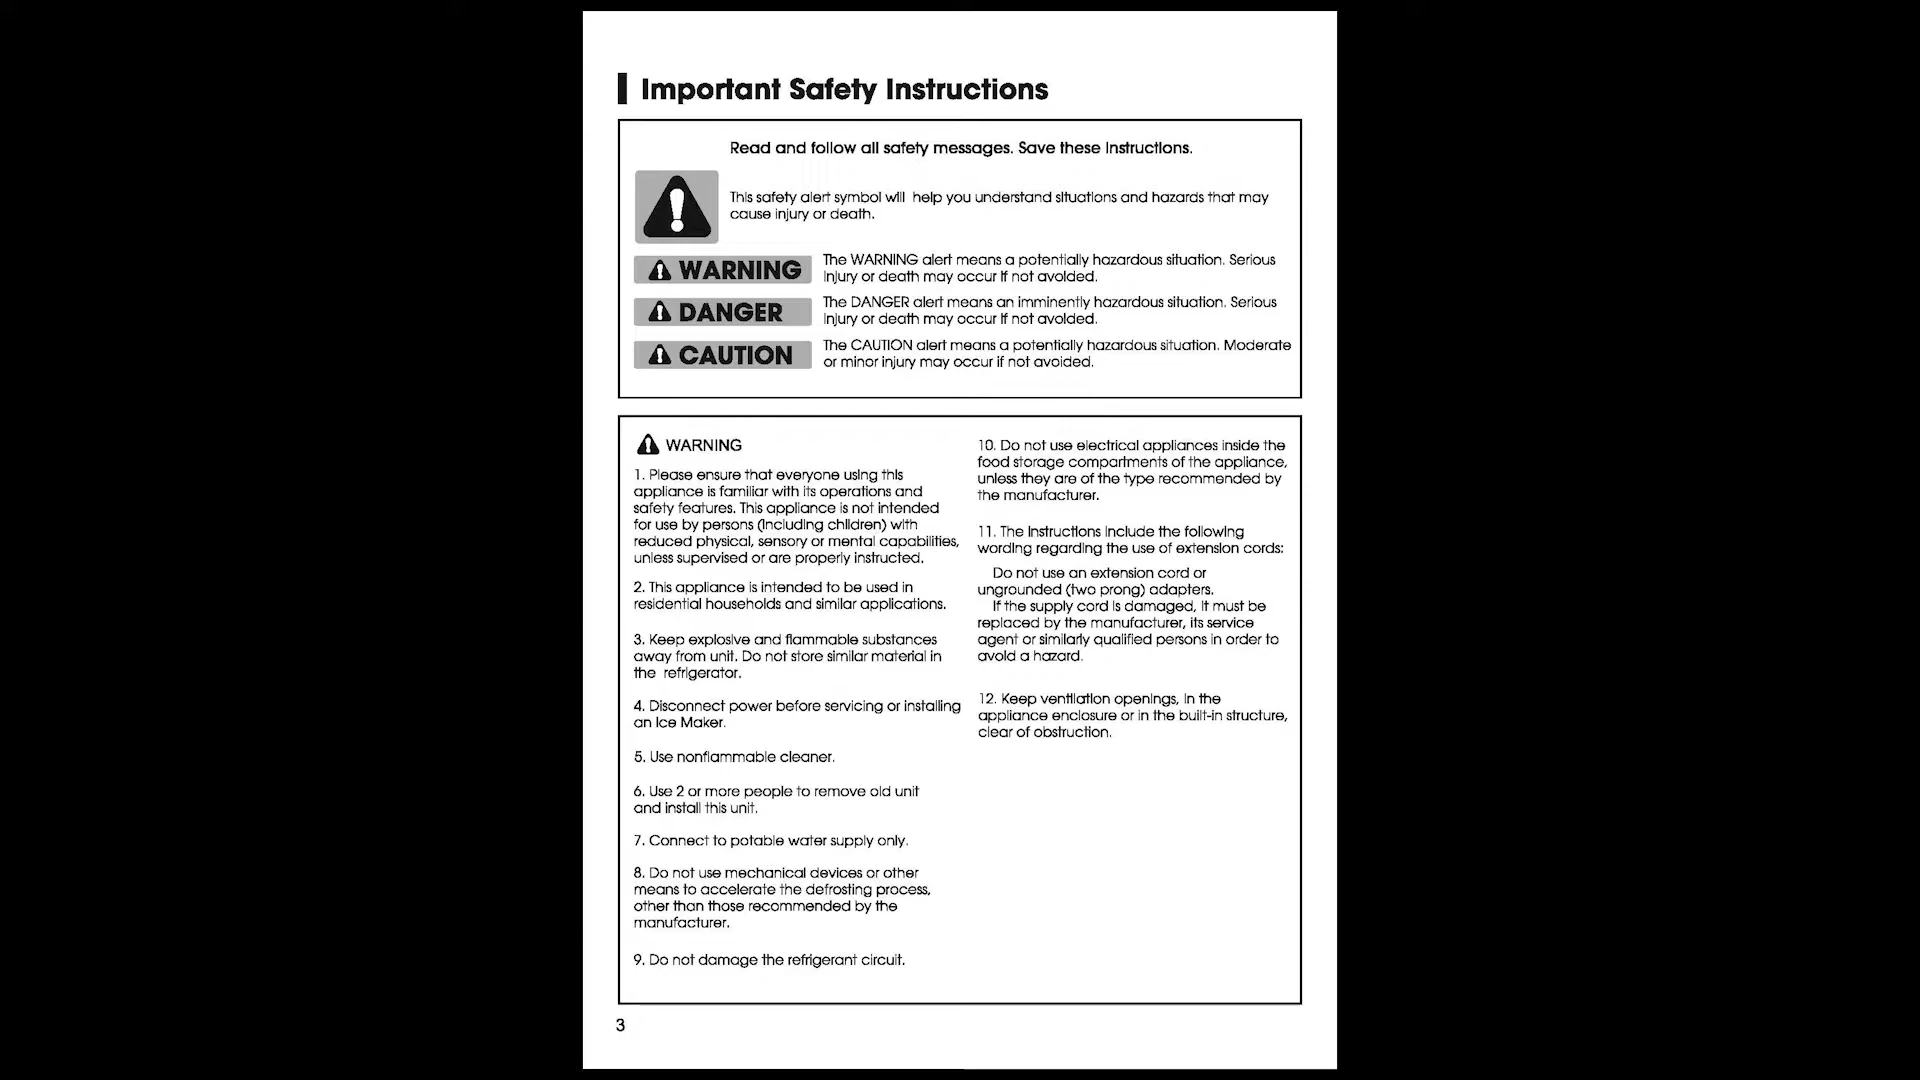 Important Safety Instructions
Read and follow all safety messages. Save these Instructions.
This safety alert symbol will help you understand situations and hazards that may
cause injury or death.
WARNING
The WARNING alert means a potentially hazardous situation. Serious
Injury or death may occur if not avoided.
DANGER
The DANGER alert means an imminently hazardous situation. Serious
Injury or death may occur if not avoided.
CAUTION
The CAUTION alert means a potentially hazardous situation. Moderate
or minor injury may occur if not avoided.
WARNING
1. Please ensure that everyone using this
appliance is familiar with its operations and
safety features. This appliance is not intended
for use by persons (including children) with
reduced physical, sensory or mental capabilities,
unless supervised or are properly instructed.
2. This appliance is intended to be used in
residential households and similar applications.
3. Keep explosive and flammable substances
away from unit. Do not store similar material in
the refrigerator.
4. Disconnect power before servicing or installing
an Ice Maker.
5. Use nonflammable cleaner.
6. Use 2 or more people to remove old unit
and install this unit.
7. Connect to potable water supply only.
8. Do not use mechanical devices or other
means to accelerate the defrosting process,
other than those recommended by the
manufacturer.
9. Do not damage the refrigerant circuit.
10. Do not use electrical appliances inside the
food storage compartments of the appliance,
unless they are of the type recommended by
the manufacturer.
11. The instructions include the following
wording regarding the use of extension cords:
Do not use an extension cord or
ungrounded (two prong) adapters.
If the supply cord is damaged, it must be
replaced by the manufacturer, its service
agent or similarly qualified persons in order to
avoid a hazard.
12. Keep ventilation openings, in the
appliance enclosure or in the built-in structure,
clear of obstruction.
3